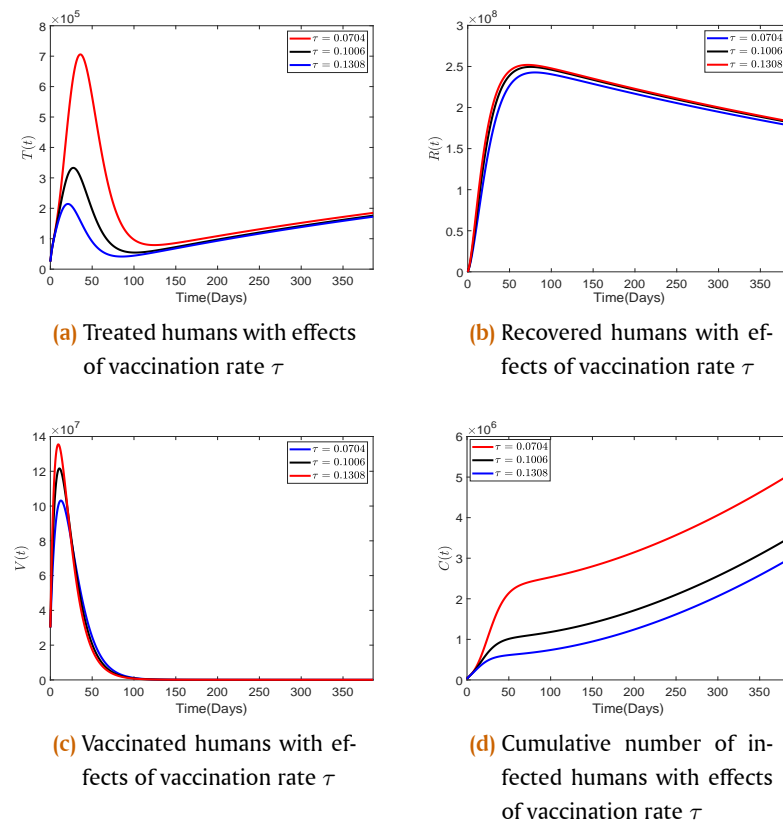 ×10^5
8
7
6
5
4
3
2
1
0
T(t)
τ = 0.0704
τ = 0.1006
τ = 0.1308
0 50 100 150 200 250 300 350
Time(Days)
(a) Treated humans with effects
of vaccination rate τ
×10^8
3
2.5
2
1.5
1
0.5
0
R(t)
τ = 0.0704
τ = 0.1006
τ = 0.1308
0 50 100 150 200 250 300 350
Time(Days)
(b) Recovered humans with ef-
fects of vaccination rate τ
×10^7
14
12
10
8
6
4
2
0
V(t)
τ = 0.0704
τ = 0.1006
τ = 0.1308
0 50 100 150 200 250 300 350
Time(Days)
(c) Vaccinated humans with ef-
fects of vaccination rate τ
×10^6
6
5
4
3
2
1
0
C(t)
τ = 0.0704
τ = 0.1006
τ = 0.1308
0 50 100 150 200 250 300 350
Time(Days)
(d) Cumulative number of in-
fected humans with effects
of vaccination rate τ